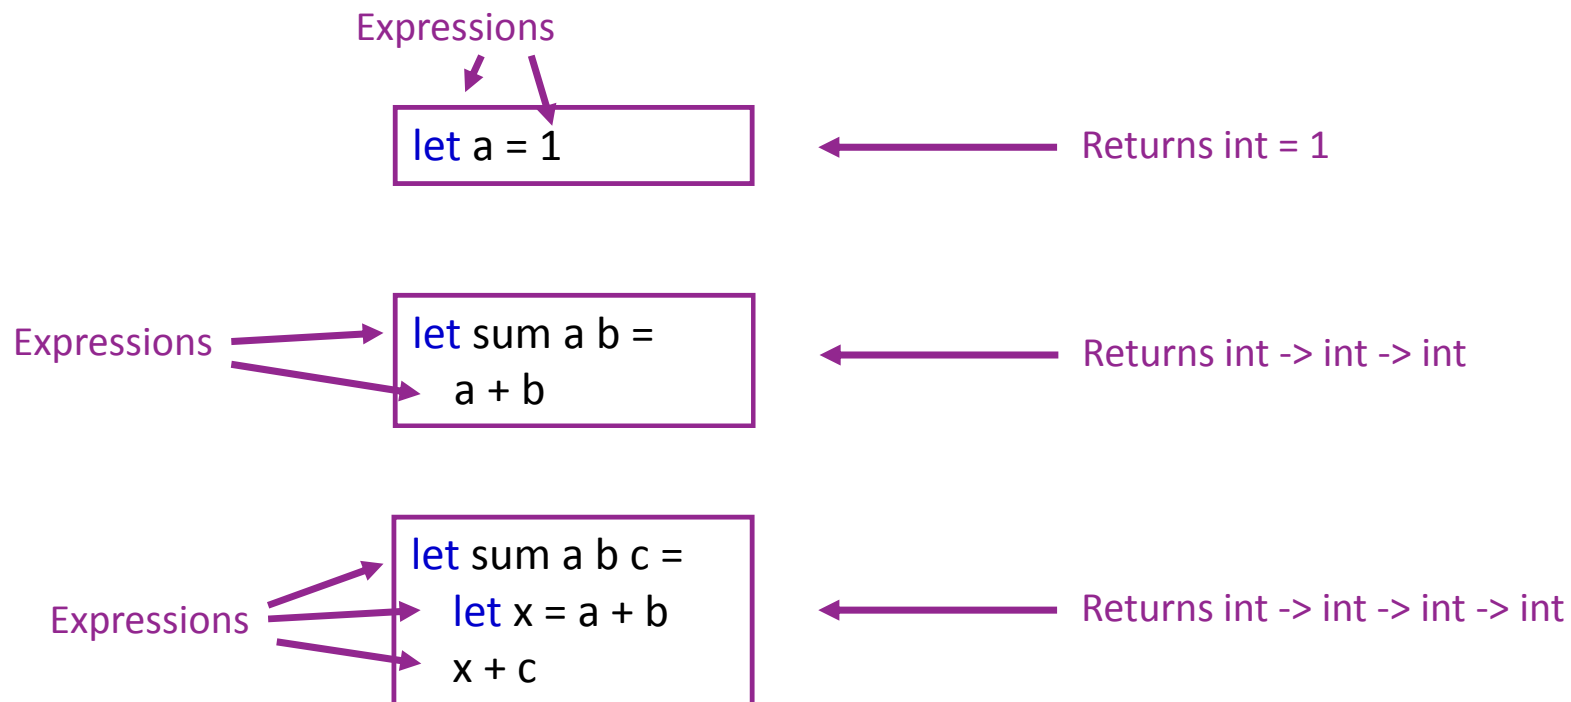 Expressions
let a = 1
Returns int = 1
Expressions
let sum a b =
a + b
Returns int -> int -> int
Expressions
let sum a b c =
let x = a + b
x + c
Returns int -> int -> int -> int